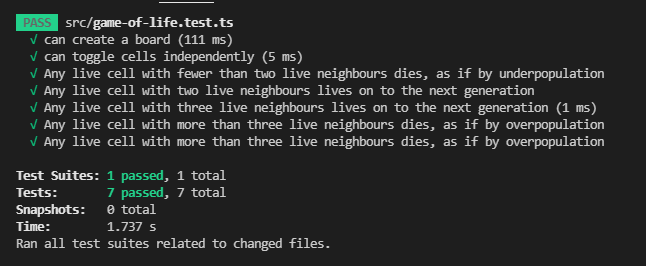 PASS src/game-of-life.test.ts
√ can create a board (111 ms)
√ can toggle cells independently (5 ms)
√ Any live cell with fewer than two live neighbours dies, as if by underpopulation
√ Any live cell with two live neighbours lives on to the next generation
√ Any live cell with three live neighbours lives on to the next generation (1 ms)
√ Any live cell with more than three live neighbours dies, as if by overpopulation
√ Any live cell with more than three live neighbours dies, as if by overpopulation
Test Suites: 1 passed, 1 total
Tests: 7 passed, 7 total
Snapshots: 0 total
Time: 1.737 s
Ran all test suites related to changed files.